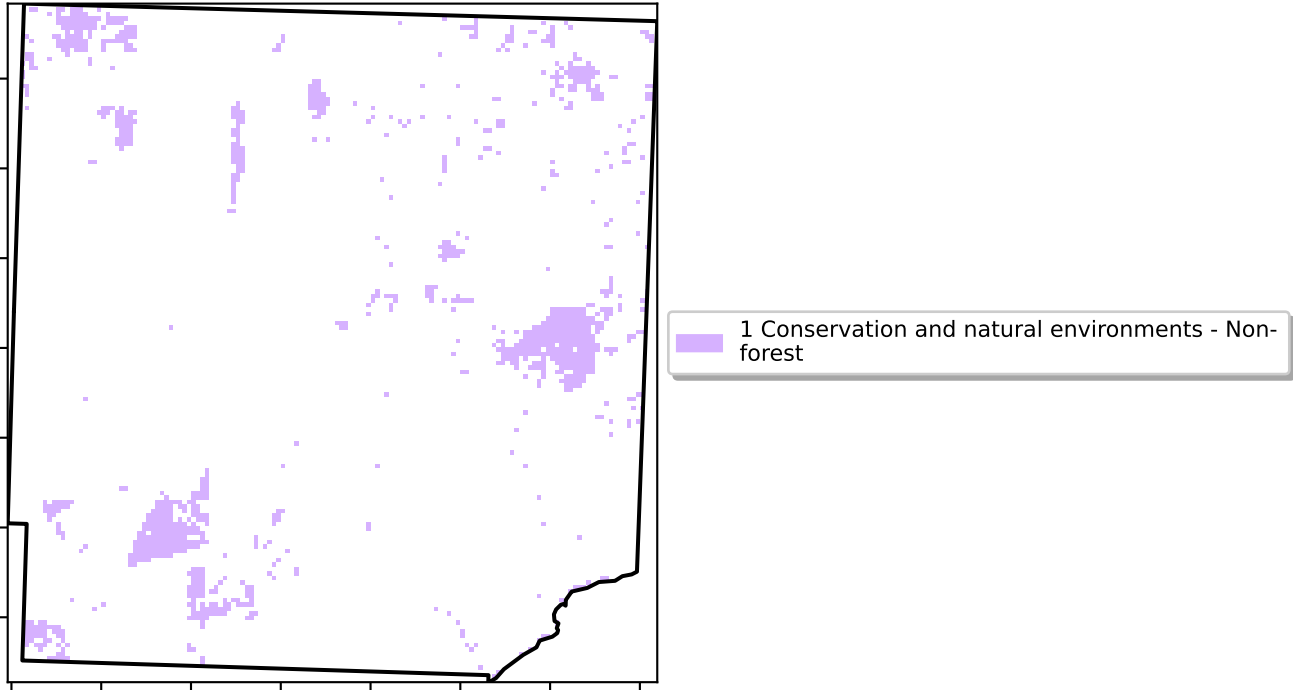 1 Conservation and natural environments - Non-
forest